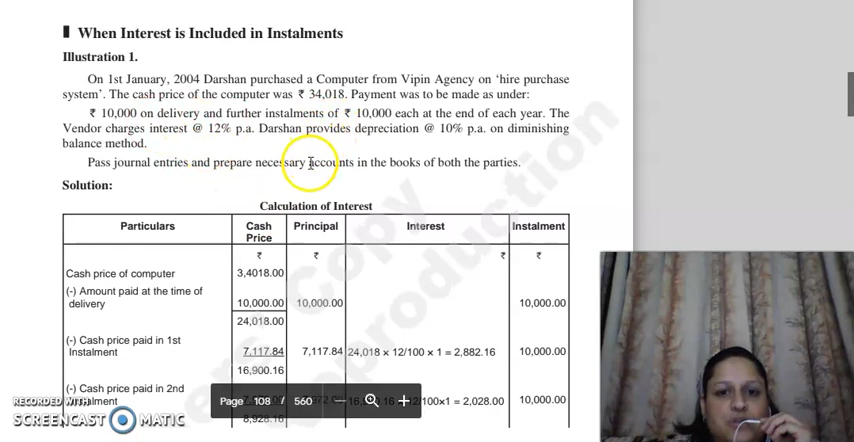 When Interest is Included in Instalments
Illustration 1.
On 1st January, 2004 Darshan purchased a Computer from Vipin Agency on 'hire purchase
system'. The cash price of the computer was ₹ 34,018. Payment was to be made as under:
₹ 10,000 on delivery and further instalments of ₹ 10,000 each at the end of each year. The
Vendor charges interest @ 12% p.a. Darshan provides depreciation @ 10% p.a. on diminishing
balance method.
Pass journal entries and prepare necessary accounts in the books of both the parties.
Solution:
Calculation of Interest
Particulars Cash Price Principal Interest Instalment
₹ ₹ ₹ ₹
Cash price of computer 3,4018.00
(-) Amount paid at the time of
delivery 10,000.00 10,000.00 10,000.00
24,018.00
(-) Cash price paid in 1st
Instalment 7,117.84 7,117.84 24,018 × 12/100 × 1 = 2,882.16 10,000.00
16,900.16
(-) Cash price paid in 2nd
/100x1 = 2,028.00 10,000.00
8,928.16
Page 108 / 560
RECORDED WITH
SCREENCAST MATIC
Copy